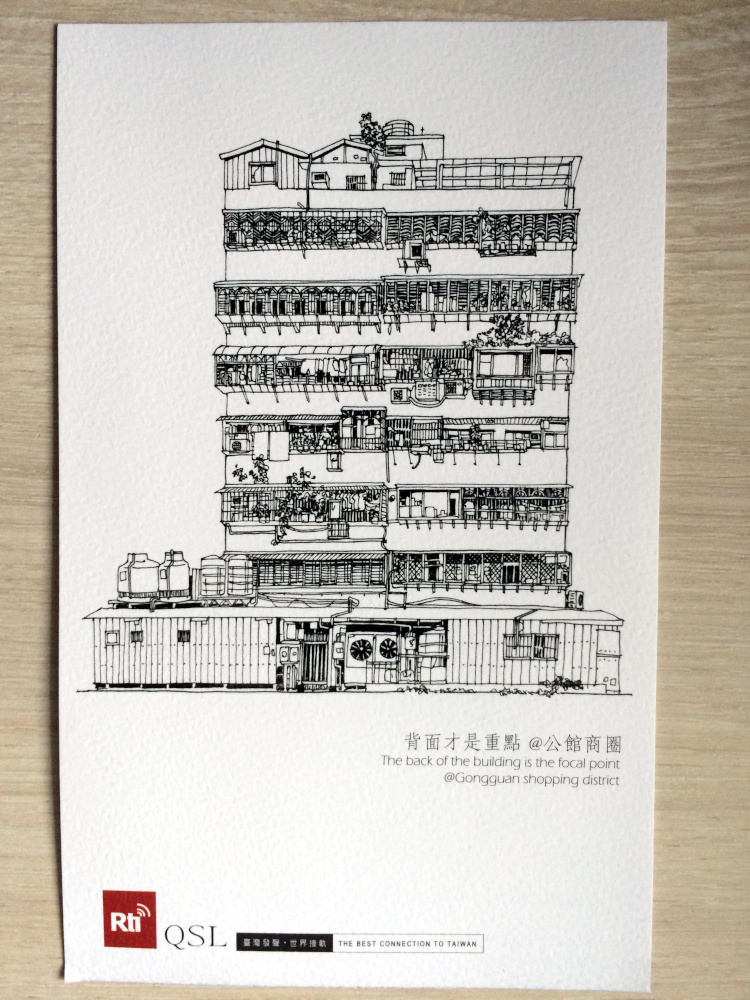 背面才是重點 @公館商圈
The back of the building is the focal point
@Gongguan shopping district
Rti
QSL
臺灣發聲・世界接軌
THE BEST CONNECTION TO TAIWAN